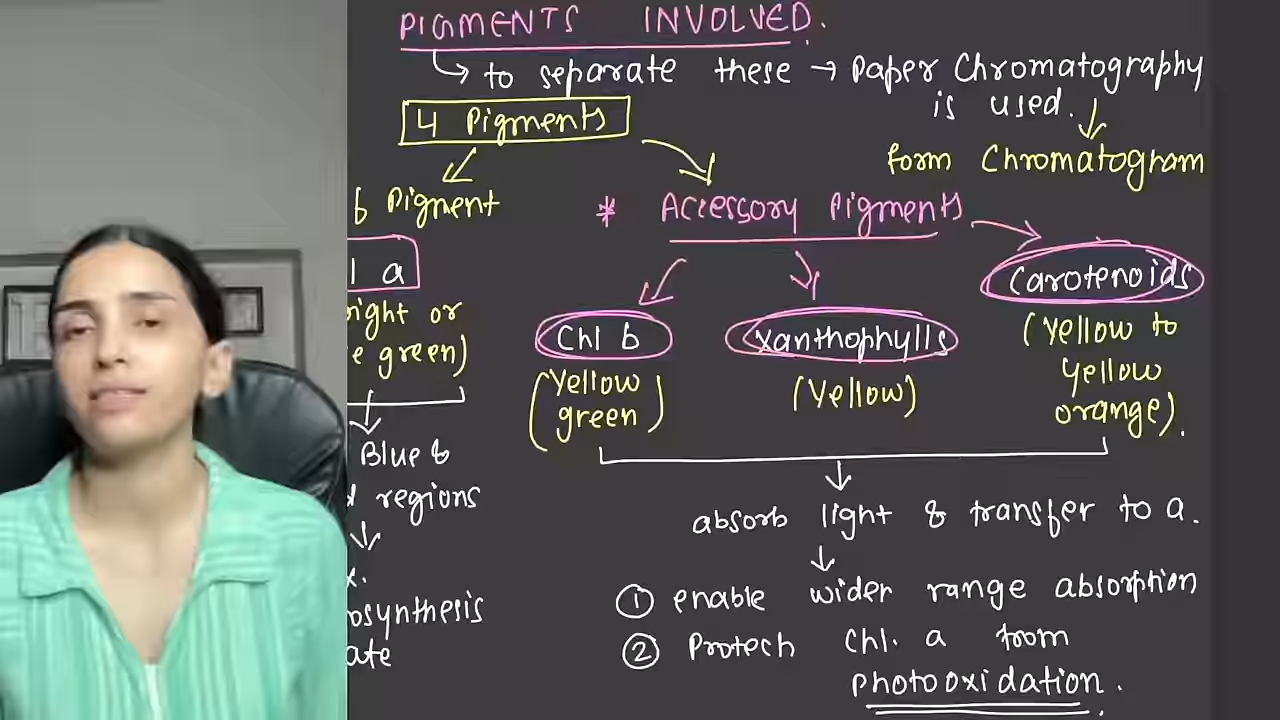 PIGMENTS INVOLVED.
to separate these → Paper Chromatography
is used.
4 Pigments
form Chromatogram
Pigment
* Accessory Pigments
l a
Carotenoids
right or
e green)
Chl b
xanthophylls
(Yellow to
yellow
orange).
(Yellow
green)
(Yellow)
Blue &
regions
absorb light & transfer to a.
x.
① enable wider range absorption
osynthesis
② Protech Chl. a from
ate
photooxidation.